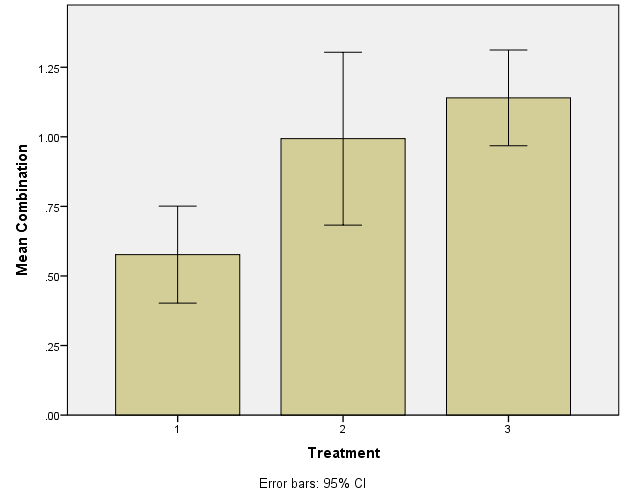 Mean Combination
1.25
1.00
.75
.50
.25
.00
1 2 3
Treatment
Error bars: 95% CI